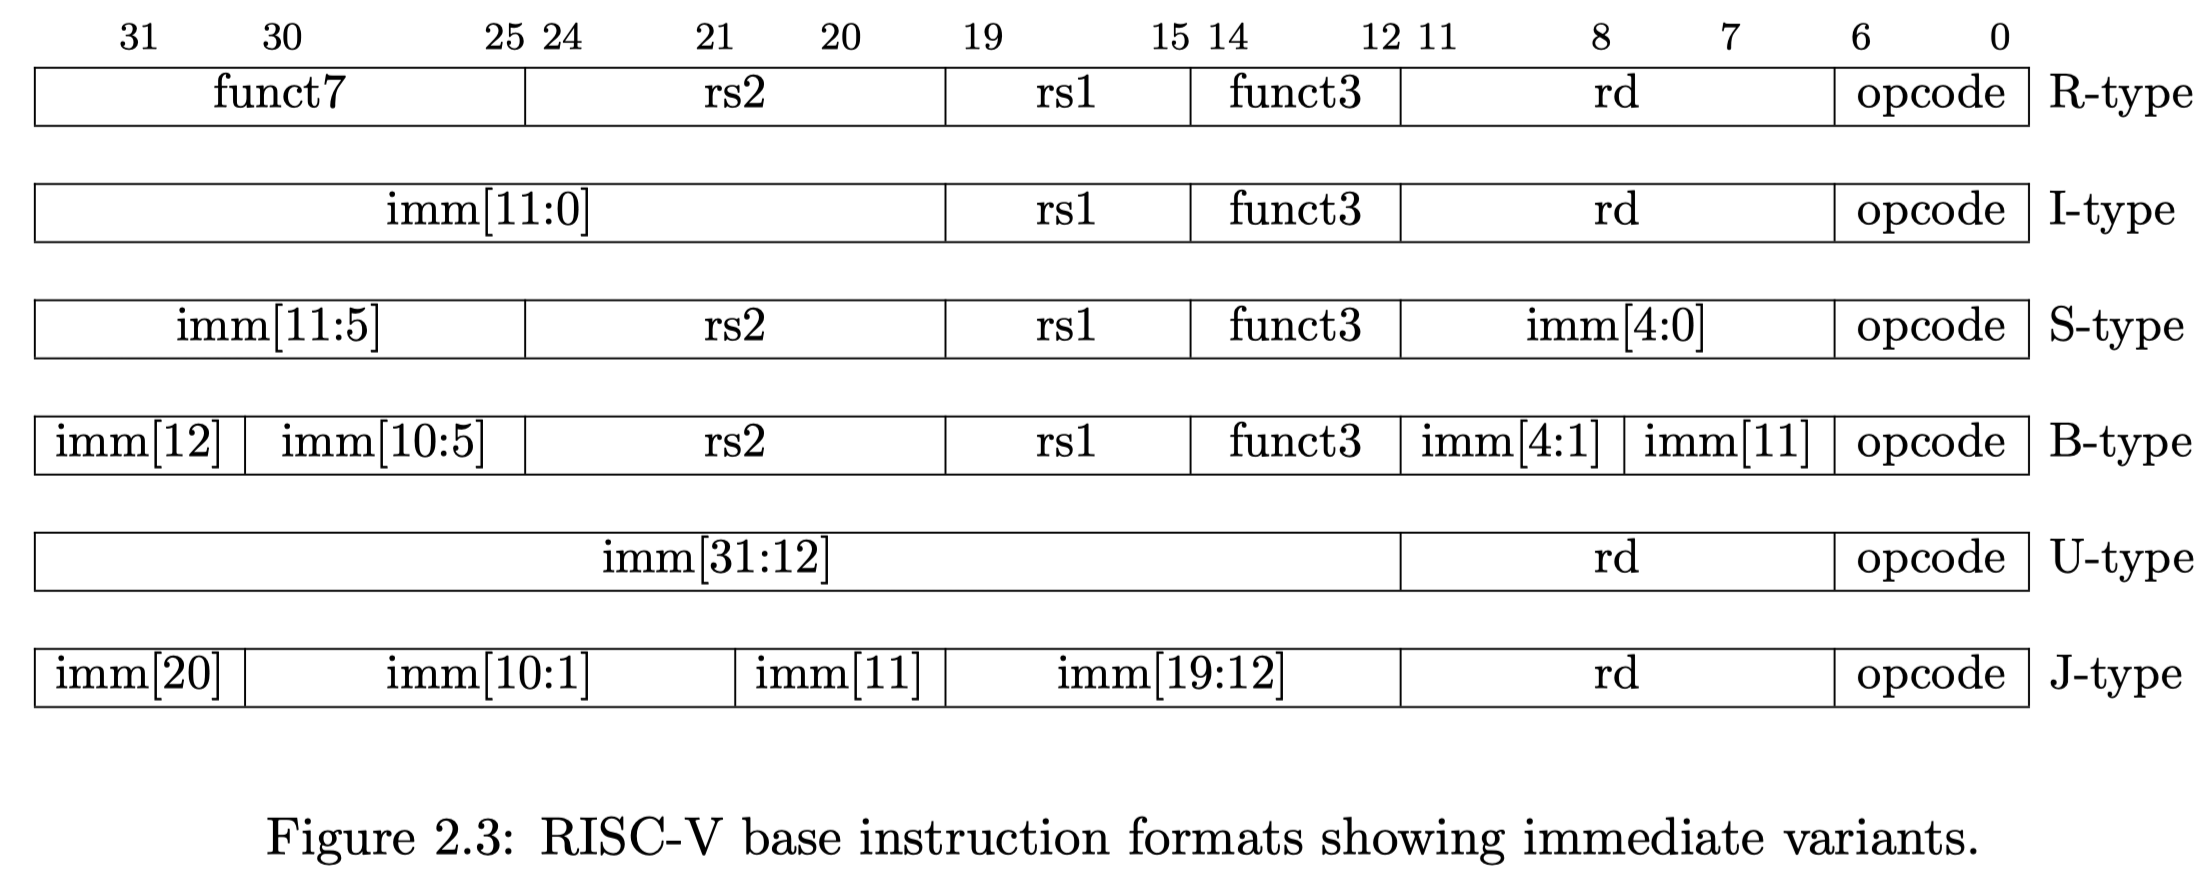 31 30 25 24 21 20 19 15 14 12 11 8 7 6 0
funct7 rs2 rs1 funct3 rd opcode R-type
imm[11:0] rs1 funct3 rd opcode I-type
imm[11:5] rs2 rs1 funct3 imm[4:0] opcode S-type
imm[12] imm[10:5] rs2 rs1 funct3 imm[4:1] imm[11] opcode B-type
imm[31:12] rd opcode U-type
imm[20] imm[10:1] imm[11] imm[19:12] rd opcode J-type
Figure 2.3: RISC-V base instruction formats showing immediate variants.